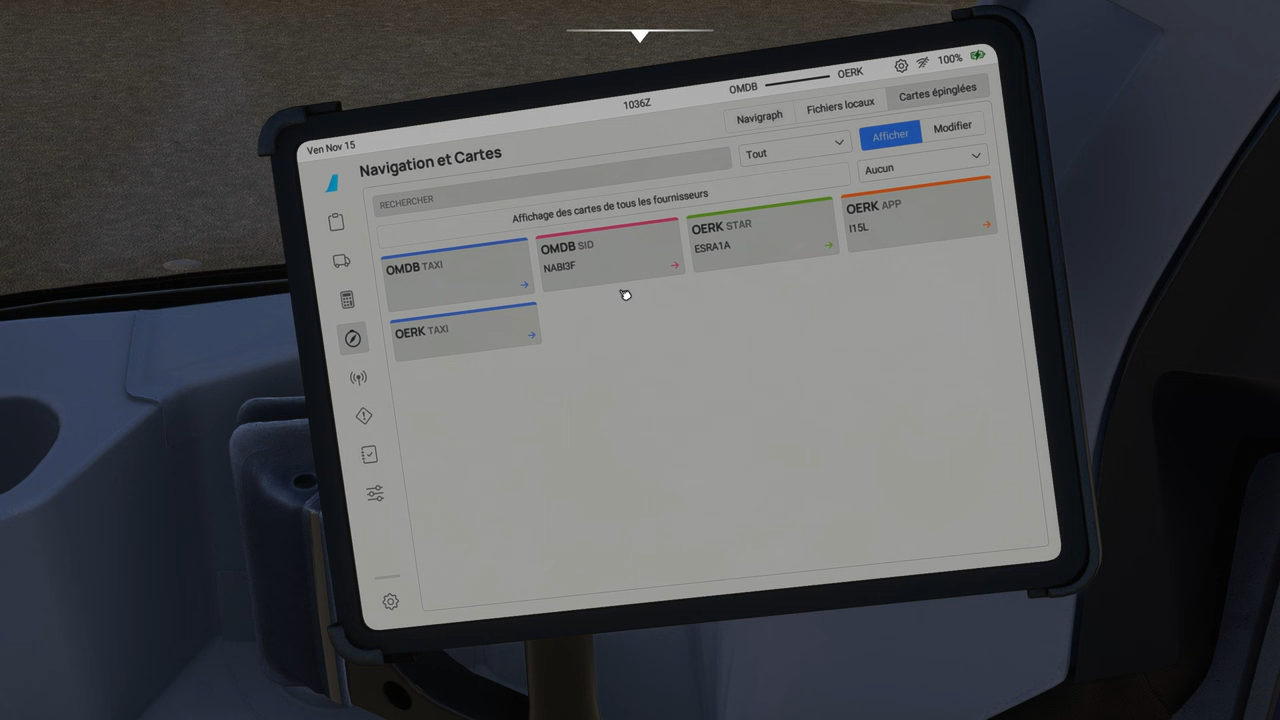 Ven Nov 15
1036Z
OMDB
OERK
100%
Navigation et Cartes
Navigraph
Fichiers locaux
Cartes épinglées
RECHERCHER
Tout
Afficher
Modifier
Affichage des cartes de tous les fournisseurs
Aucun
OMDB TAXI
OMDB SID
NABI3F
OERK STAR
ESRA1A
OERK APP
I15L
OERK TAXI